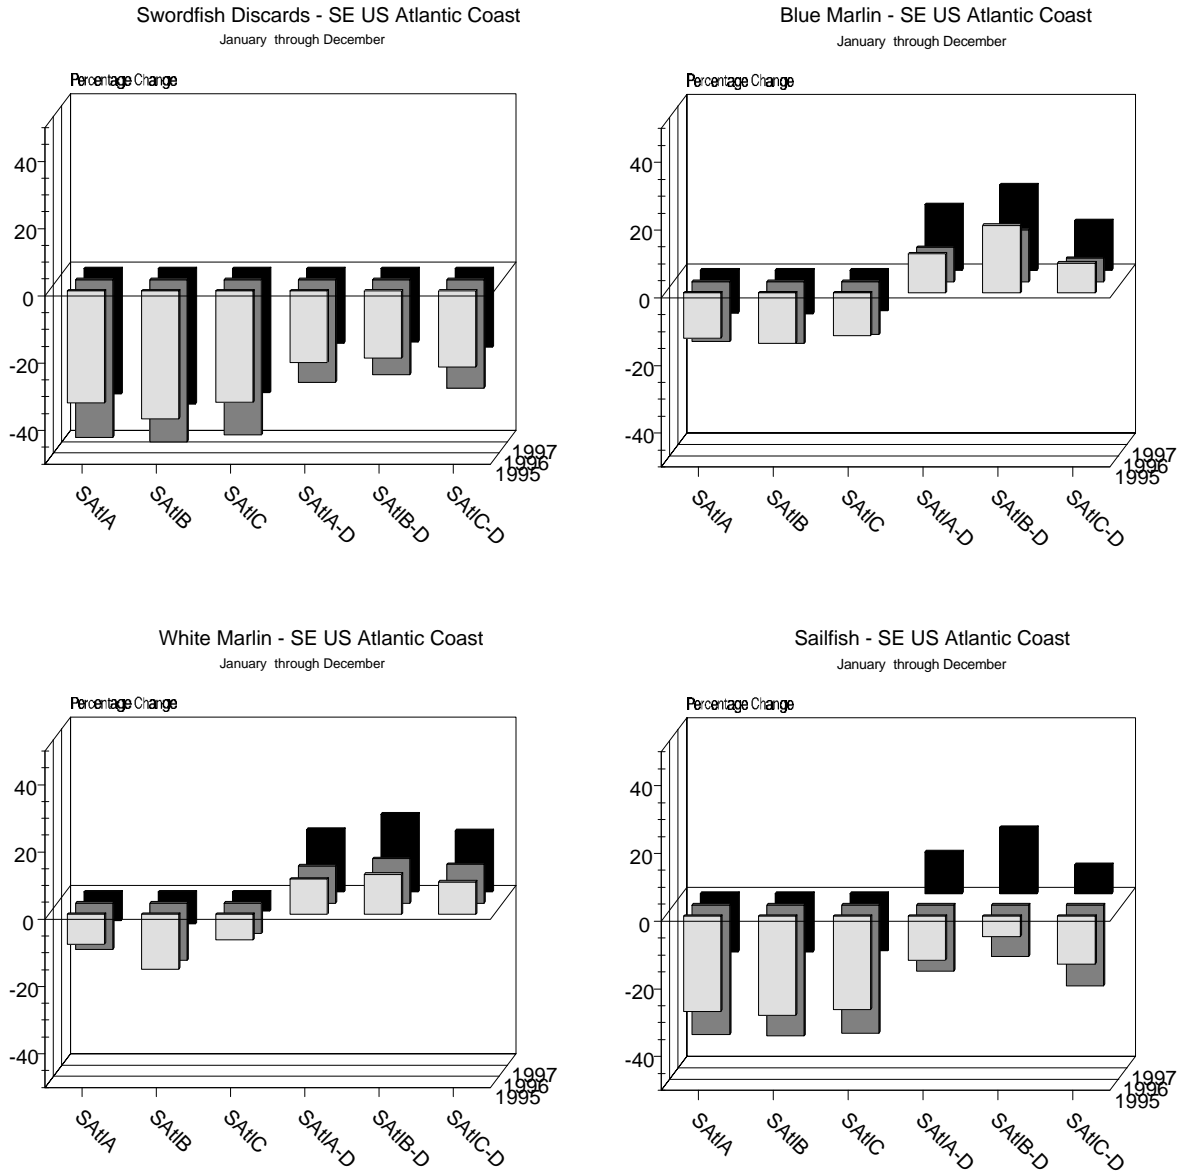 Swordfish Discards - SE US Atlantic Coast
January through December
Percentage Change
40
20
0
-20
-40
1997
1996
1995
SAtlA
SAtlB
SAtlC
SAtlA-D
SAtlB-D
SAtlC-D
Blue Marlin - SE US Atlantic Coast
January through December
Percentage Change
40
20
0
-20
-40
1997
1996
1995
SAtlA
SAtlB
SAtlC
SAtlA-D
SAtlB-D
SAtlC-D
White Marlin - SE US Atlantic Coast
January through December
Percentage Change
40
20
0
-20
-40
1997
1996
1995
SAtlA
SAtlB
SAtlC
SAtlA-D
SAtlB-D
SAtlC-D
Sailfish - SE US Atlantic Coast
January through December
Percentage Change
40
20
0
-20
-40
1997
1996
1995
SAtlA
SAtlB
SAtlC
SAtlA-D
SAtlB-D
SAtlC-D